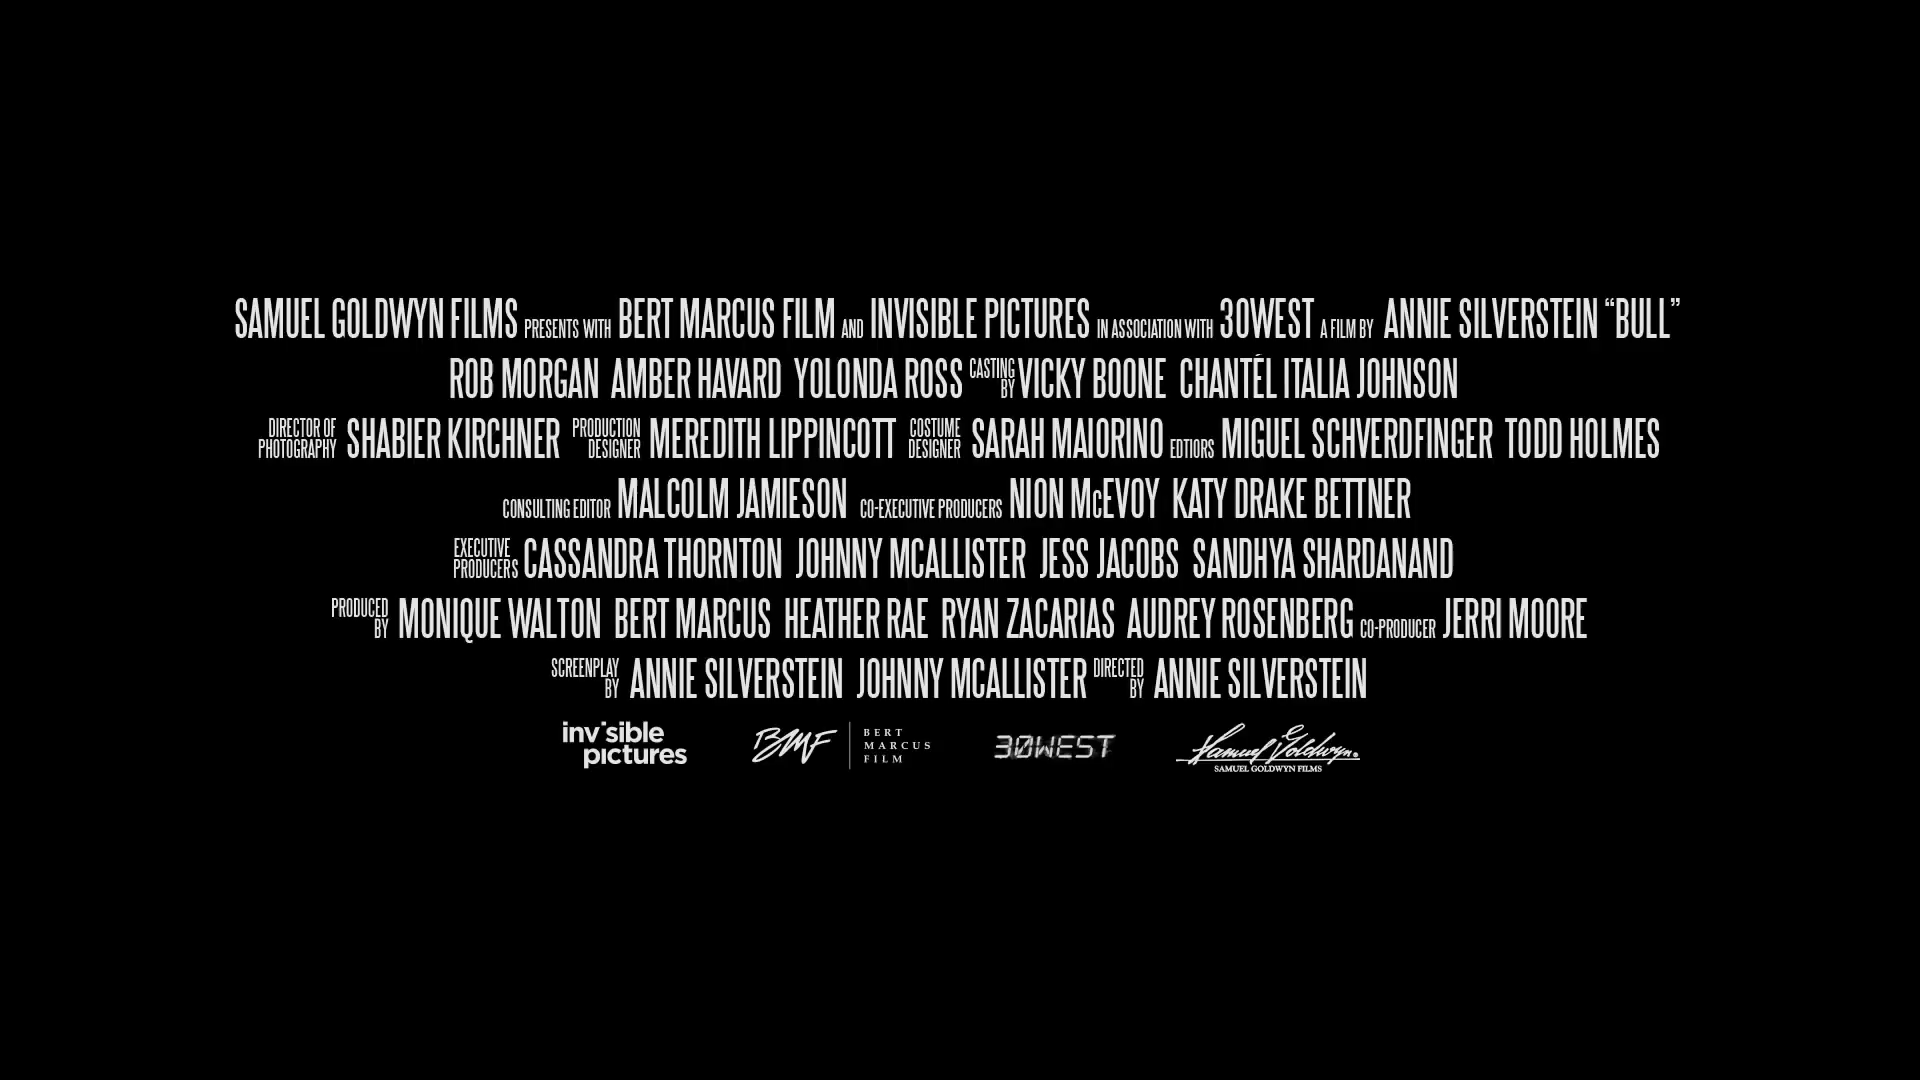 SAMUEL GOLDWYN FILMS PRESENTS WITH BERT MARCUS FILM AND INVISIBLE PICTURES IN ASSOCIATION WITH 30WEST A FILM BY ANNIE SILVERSTEIN “BULL”
ROB MORGAN AMBER HAVARD YOLONDA ROSS CASTING BY VICKY BOONE CHANTÉL ITALIA JOHNSON
DIRECTOR OF PHOTOGRAPHY SHABIER KIRCHNER PRODUCTION DESIGNER MEREDITH LIPPINCOTT COSTUME DESIGNER SARAH MAIORINO EDTIORS MIGUEL SCHVERDFINGER TODD HOLMES
CONSULTING EDITOR MALCOLM JAMIESON CO-EXECUTIVE PRODUCERS NION McEVOY KATY DRAKE BETTNER
EXECUTIVE PRODUCERS CASSANDRA THORNTON JOHNNY MCALLISTER JESS JACOBS SANDHYA SHARDANAND
PRODUCED BY MONIQUE WALTON BERT MARCUS HEATHER RAE RYAN ZACARIAS AUDREY ROSENBERG CO-PRODUCER JERRI MOORE
SCREENPLAY BY ANNIE SILVERSTEIN JOHNNY MCALLISTER DIRECTED BY ANNIE SILVERSTEIN
invisible
pictures
BMF
BERT
MARCUS
FILM
30WEST
Samuel Goldwyn
SAMUEL GOLDWYN FILMS